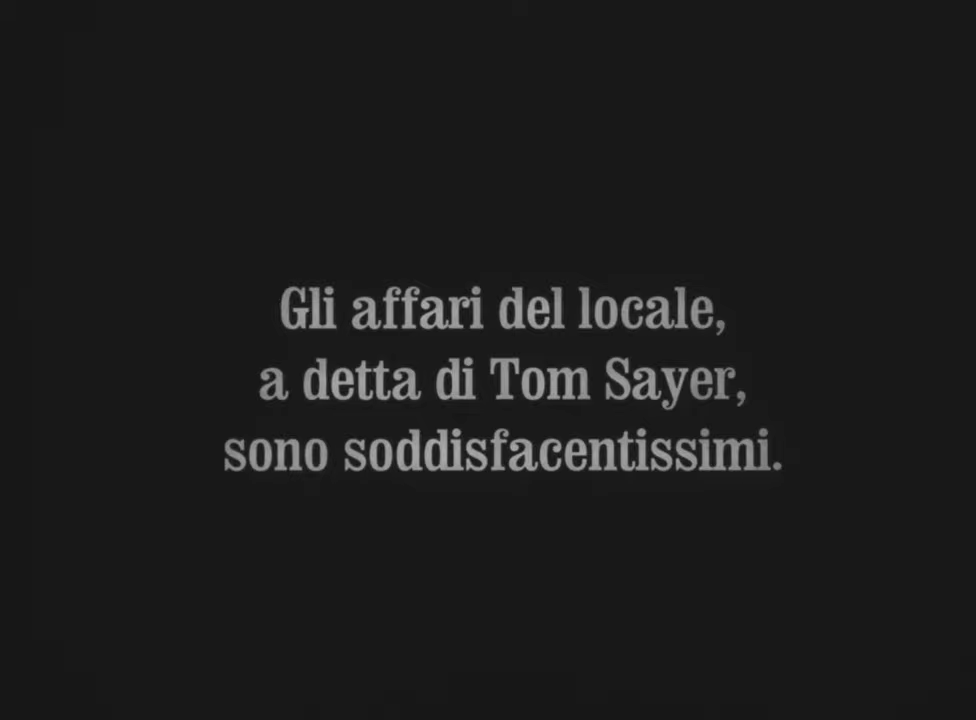 Gli affari del locale,
a detta di Tom Sayer,
sono soddisfacentissimi.